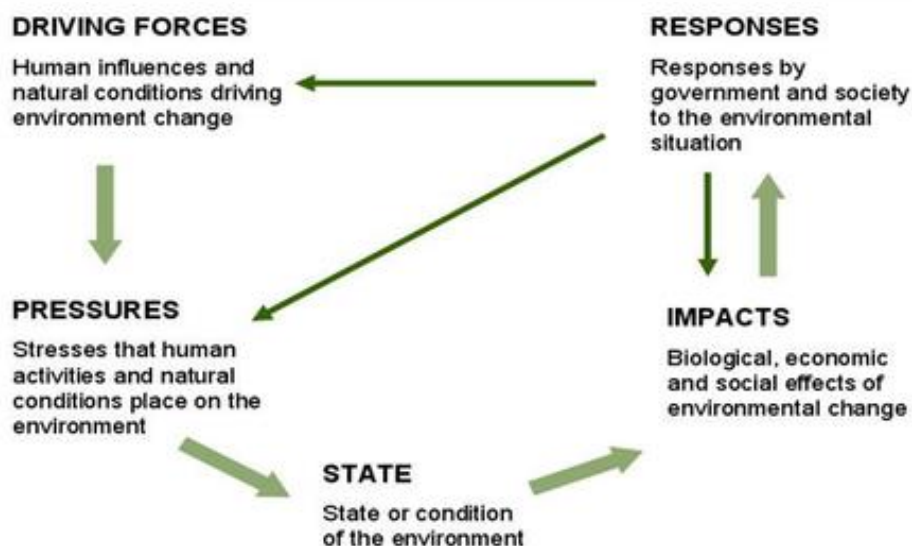 DRIVING FORCES
Human influences and
natural conditions driving
environment change
RESPONSES
Responses by
government and society
to the environmental
situation
PRESSURES
Stresses that human
activities and natural
conditions place on the
environment
IMPACTS
Biological, economic
and social effects of
environmental change
STATE
State or condition
of the environment